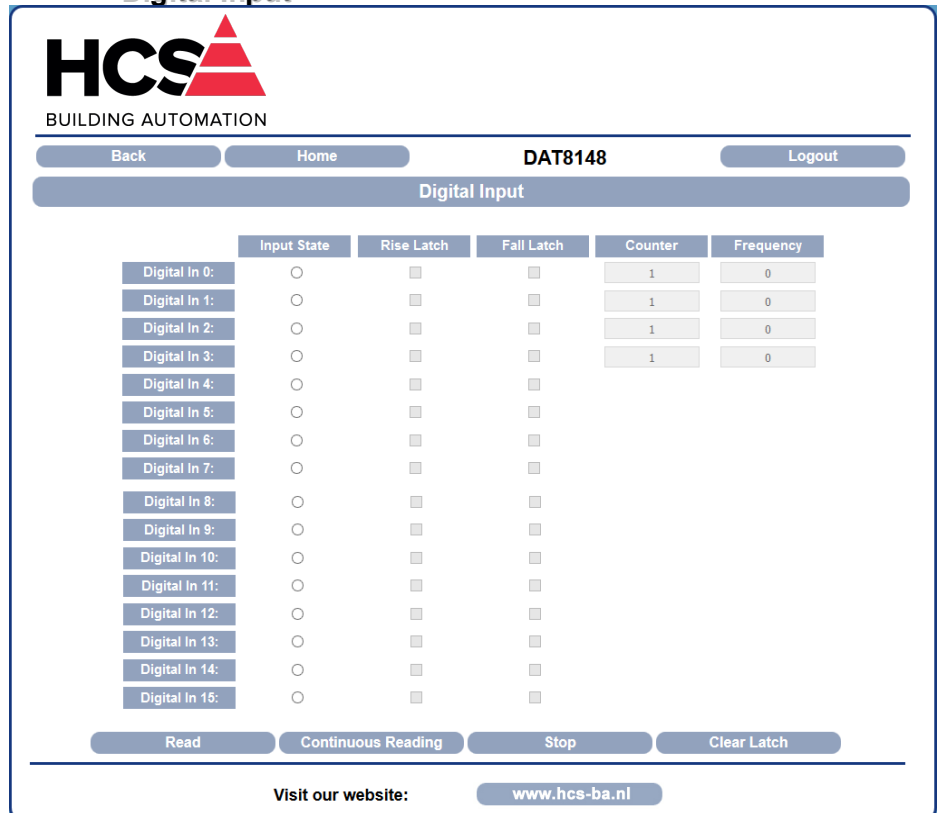 Digital Input
HCS
BUILDING AUTOMATION
Back Home DAT8148 Logout
Digital Input
Input State Rise Latch Fall Latch Counter Frequency
Digital In 0: 1 0
Digital In 1: 1 0
Digital In 2: 1 0
Digital In 3: 1 0
Digital In 4:
Digital In 5:
Digital In 6:
Digital In 7:
Digital In 8:
Digital In 9:
Digital In 10:
Digital In 11:
Digital In 12:
Digital In 13:
Digital In 14:
Digital In 15:
Read Continuous Reading Stop Clear Latch
Visit our website: www.hcs-ba.nl